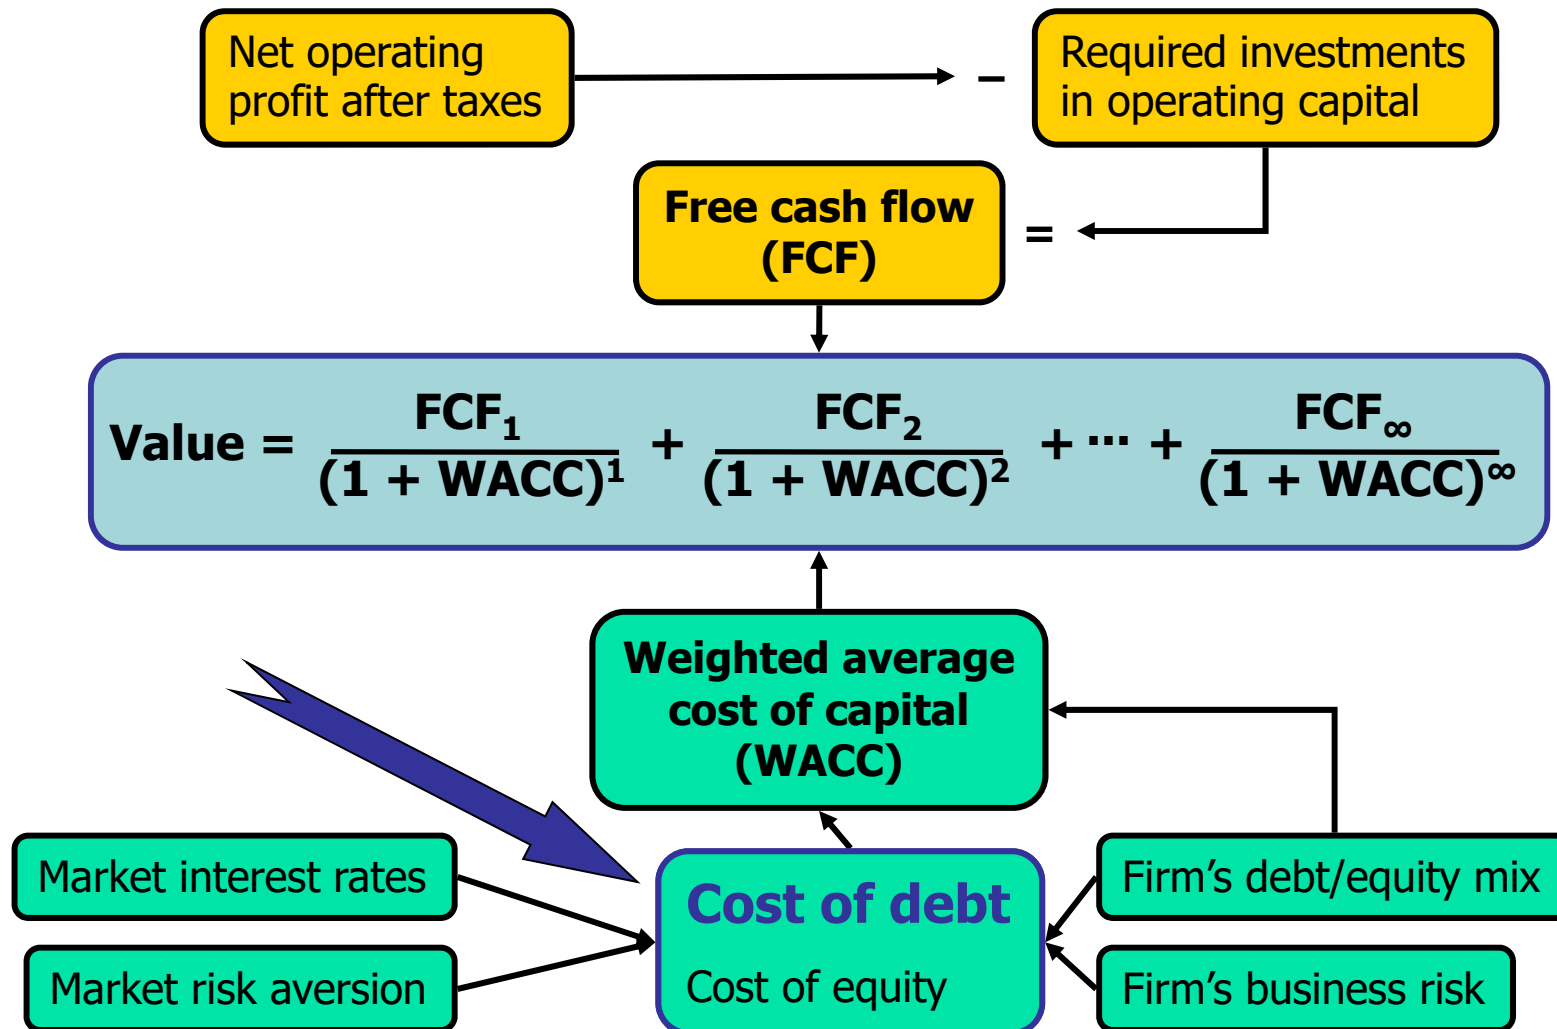 Net operating
profit after taxes
–
Required investments
in operating capital
Free cash flow
(FCF)
=
Value = FCF₁ / (1 + WACC)¹ + FCF₂ / (1 + WACC)² + ... + FCF∞ / (1 + WACC)^∞
Weighted average
cost of capital
(WACC)
Market interest rates
Market risk aversion
Cost of debt
Cost of equity
Firm’s debt/equity mix
Firm’s business risk